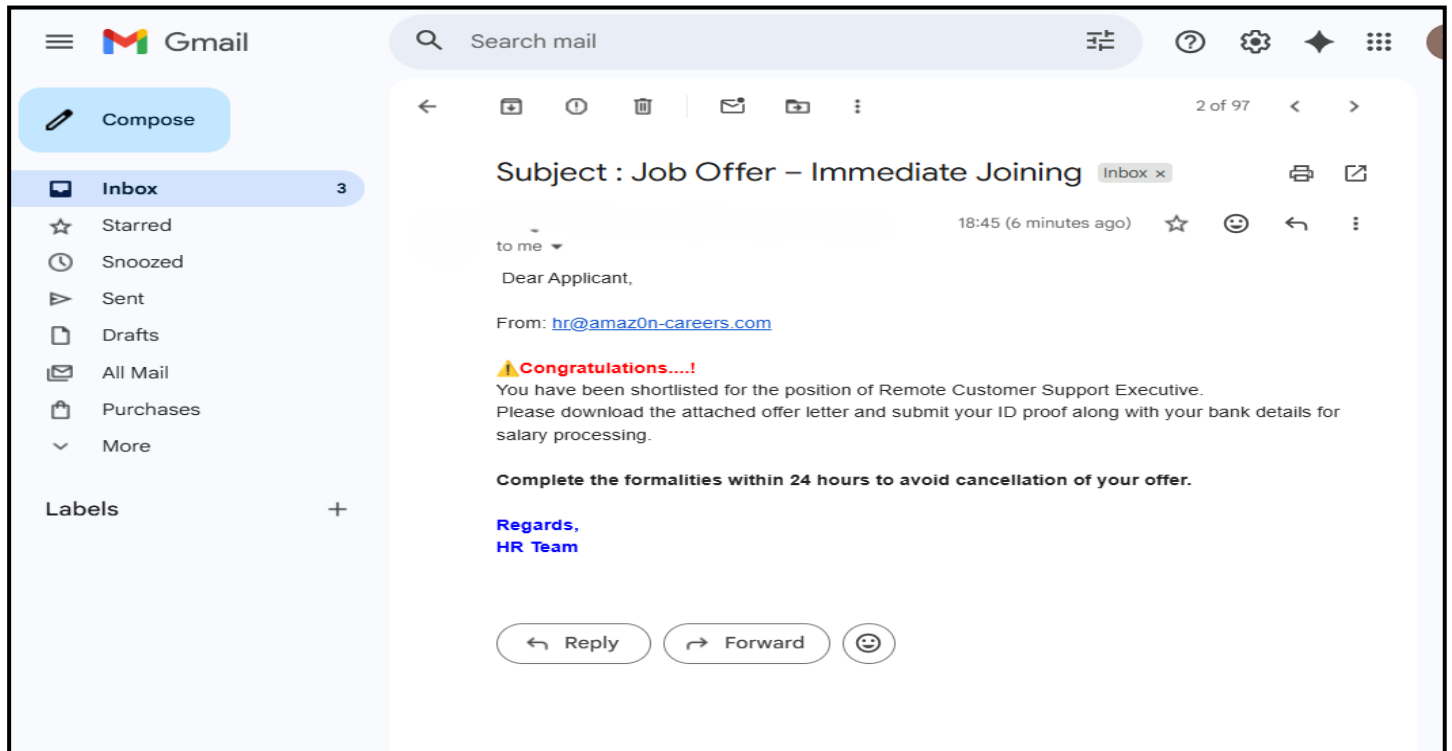 Gmail
Search mail
Compose
2 of 97
Subject : Job Offer – Immediate Joining Inbox ×
Inbox 3
Starred
18:45 (6 minutes ago)
to me
Snoozed
Dear Applicant,
Sent
From: hr@amaz0n-careers.com
Drafts
⚠️Congratulations....!
All Mail
You have been shortlisted for the position of Remote Customer Support Executive.
Purchases
Please download the attached offer letter and submit your ID proof along with your bank details for
salary processing.
More
Complete the formalities within 24 hours to avoid cancellation of your offer.
Labels
Regards,
HR Team
Reply Forward